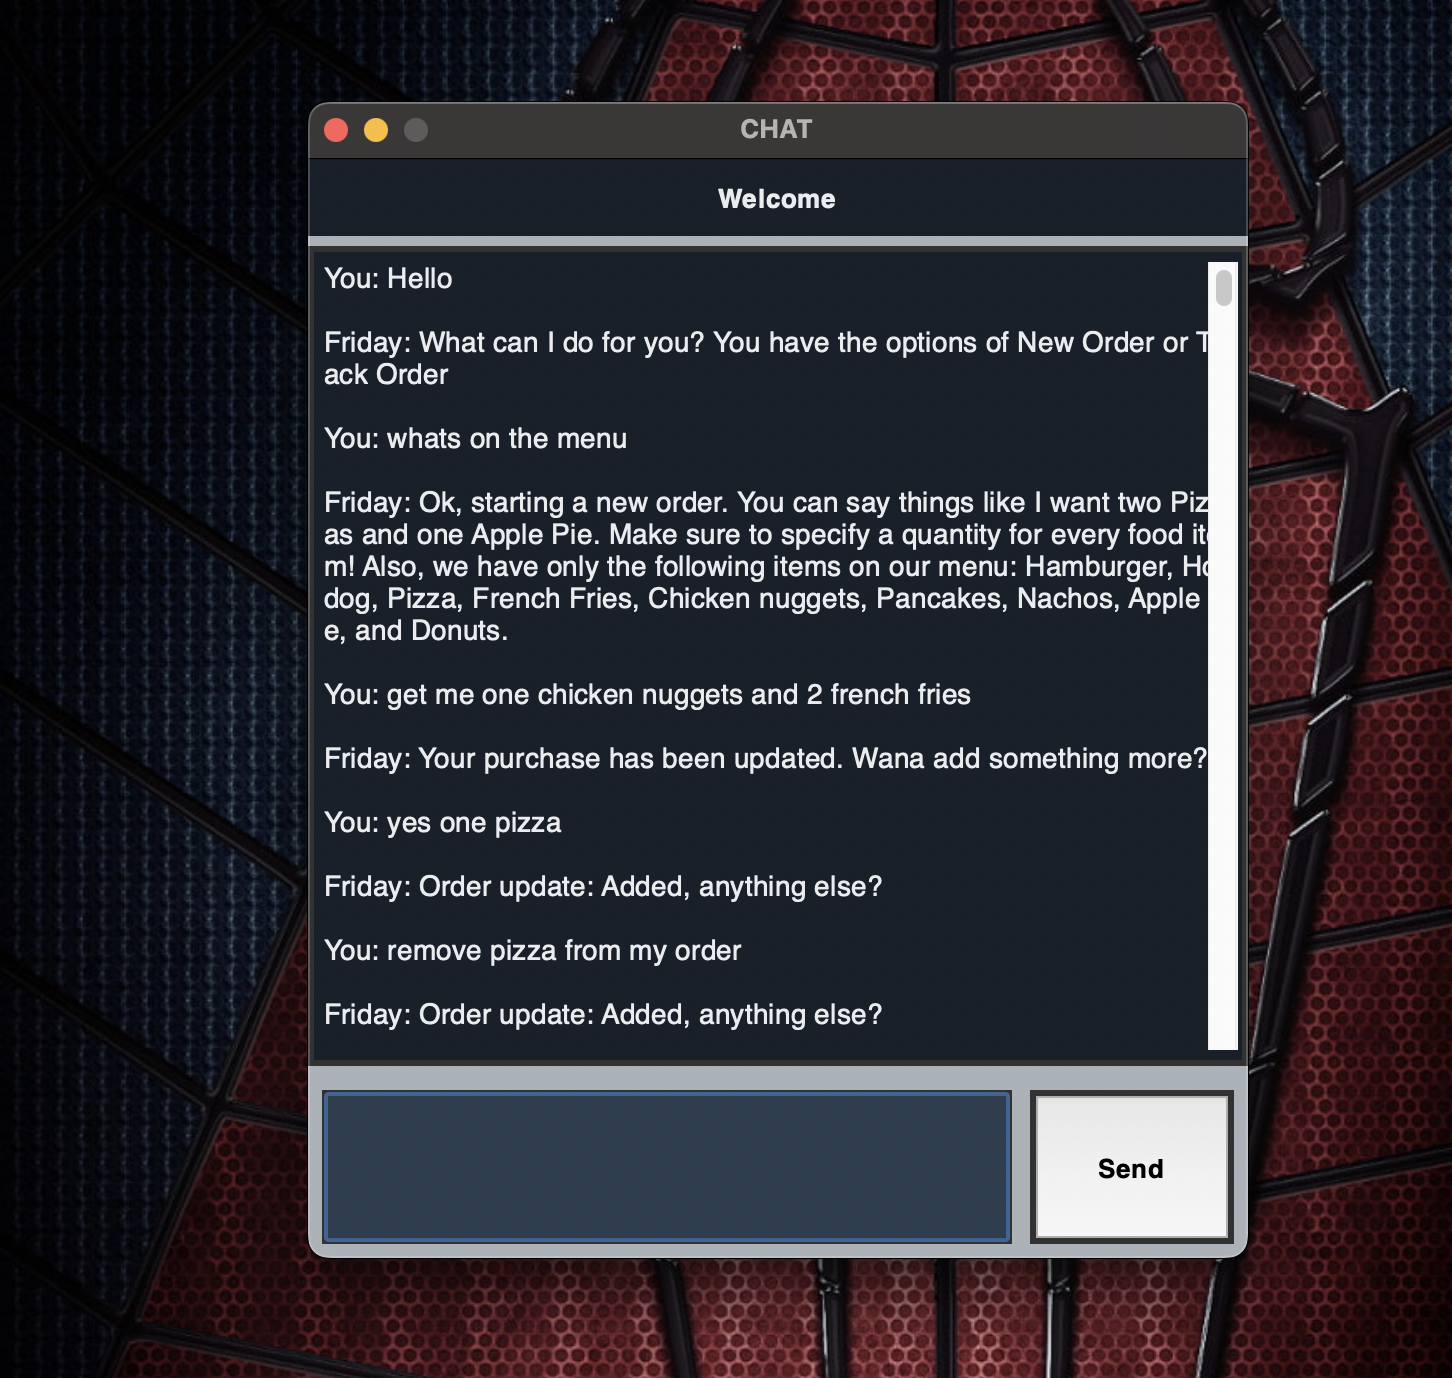 CHAT
Welcome
You: Hello
Friday: What can I do for you? You have the options of New Order or T
ack Order
You: whats on the menu
Friday: Ok, starting a new order. You can say things like I want two Piz
as and one Apple Pie. Make sure to specify a quantity for every food it
m! Also, we have only the following items on our menu: Hamburger, Ho
dog, Pizza, French Fries, Chicken nuggets, Pancakes, Nachos, Apple
e, and Donuts.
You: get me one chicken nuggets and 2 french fries
Friday: Your purchase has been updated. Wana add something more?
You: yes one pizza
Friday: Order update: Added, anything else?
You: remove pizza from my order
Friday: Order update: Added, anything else?
Send